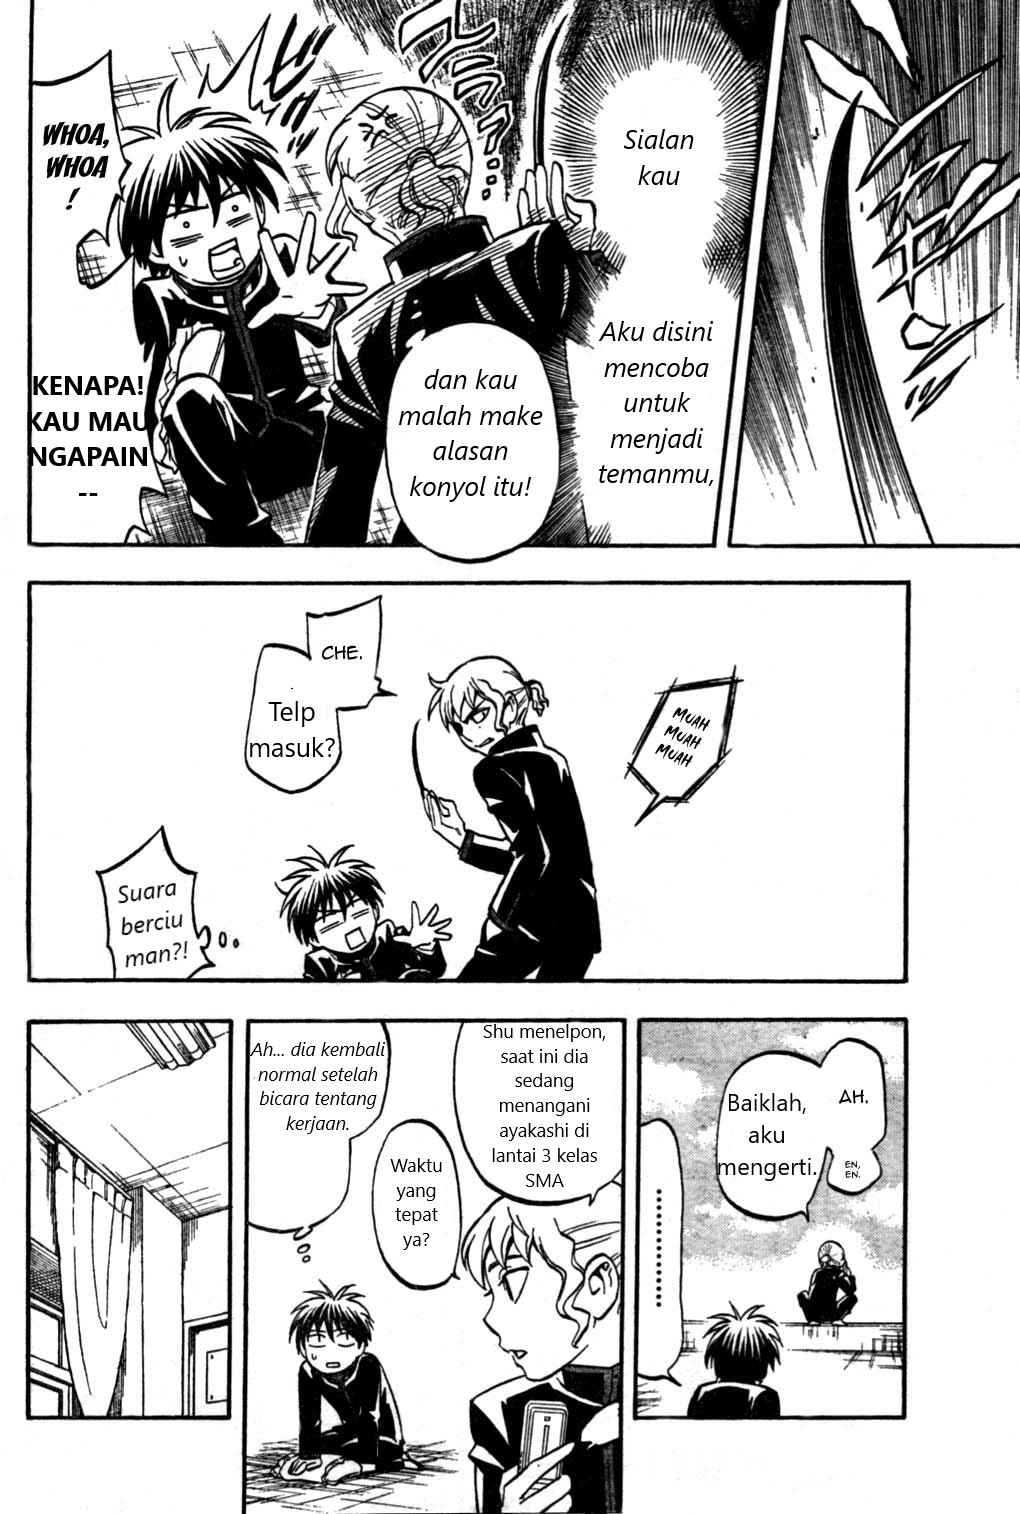 Sialan
kau
Aku disini
mencoba
untuk
menjadi
temanmu,
dan kau
malah make
alasan
konyol itu!
WHOA,
WHOA
!
KENAPA!
KAU MAU
NGAPAIN
--
MUAH
MUAH
MUAH
CHE.
Telp
masuk?
Suara
berciu
man?!
AH.
EN,
EN.
Baiklah,
aku
mengerti.
............
Shu menelpon,
saat ini dia
sedang
menangani
ayakashi di
lantai 3 kelas
SMA
Waktu
yang
tepat
ya?
Ah... dia kembali
normal setelah
bicara tentang
kerjaan.